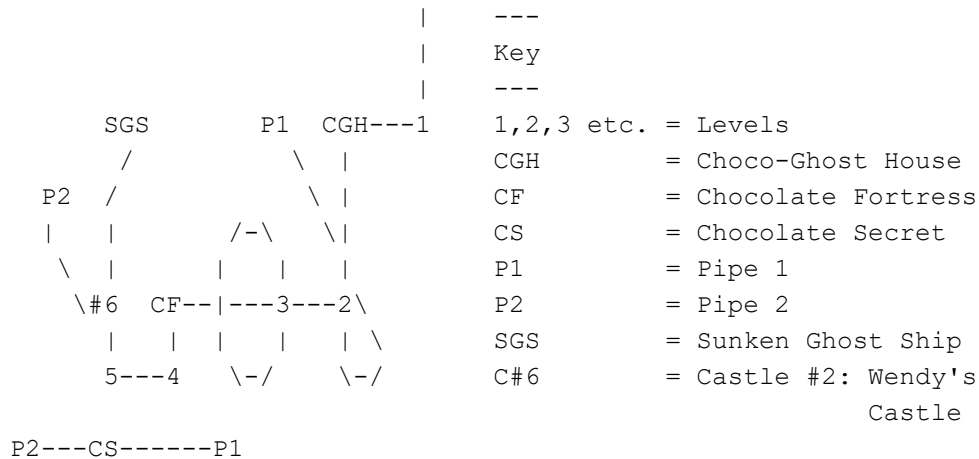 |    ---
                       |    Key
                       |    ---
     SGS      P1  CGH---1    1,2,3 etc. = Levels
      /         \  |        CGH        = Choco-Ghost House
 P2  /           \ |        CF         = Chocolate Fortress
 |   |      /-\   \|        CS         = Chocolate Secret
  \  |     |   |   |        P1         = Pipe 1
   \#6  CF--|---3---2\       P2         = Pipe 2
     |   |  |   |   | \      SGS        = Sunken Ghost Ship
     5---4   \-/    \-/      C#6        = Castle #2: Wendy's
                                                 Castle
P2---CS------P1